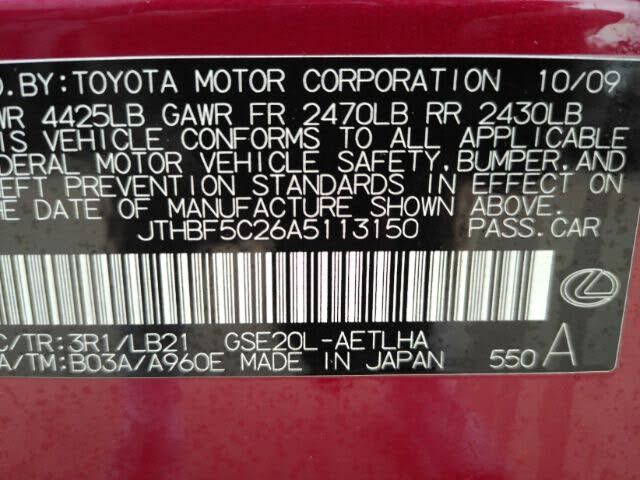 D. BY: TOYOTA MOTOR CORPORATION 10/09
WR 4425LB GAWR FR 2470LB RR 2430LB
IS VEHICLE CONFORMS TO ALL APPLICABLE
DERAL MOTOR VEHICLE SAFETY, BUMPER, AND
EFT PREVENTION STANDARDS IN EFFECT ON
E DATE OF MANUFACTURE SHOWN ABOVE.
JTHBF5C26A5113150 PASS. CAR
C/TR: 3R1/LB21 GSE20L-AETLHA
A/TM: B03A/A960E MADE IN JAPAN 550 A